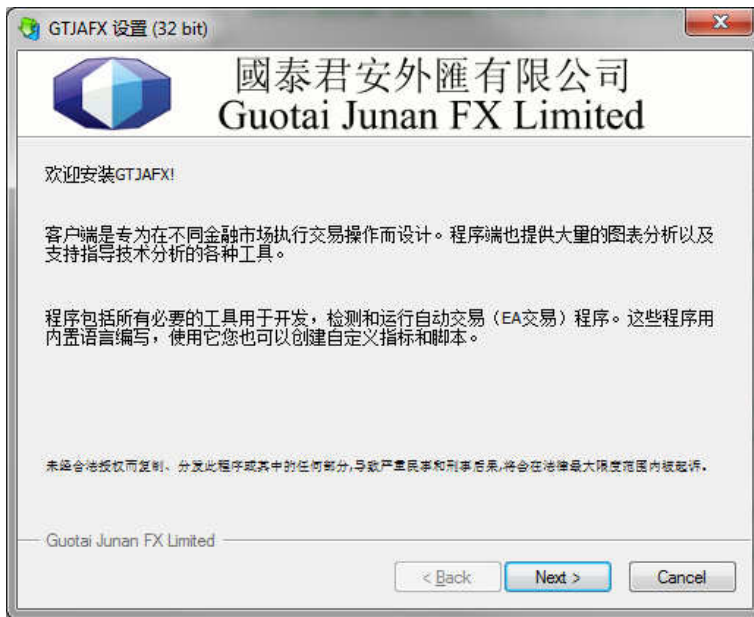 GTJAFX 设置 (32 bit)
國泰君安外匯有限公司
Guotai Junan FX Limited
欢迎安装GTJAFX!
客户端是专为在不同金融市场执行交易操作而设计。程序端也提供大量的图表分析以及
支持指导技术分析的各种工具。
程序包括所有必要的工具用于开发，检测和运行自动交易（EA交易）程序。这些程序用
内置语言编写，使用它您也可以创建自定义指标和脚本。
未经合法授权而复制、分发此程序或其中的任何部分,导致严重民事和刑事后果,将会在法律最大限度范围内被起诉。
Guotai Junan FX Limited
< Back
Next >
Cancel